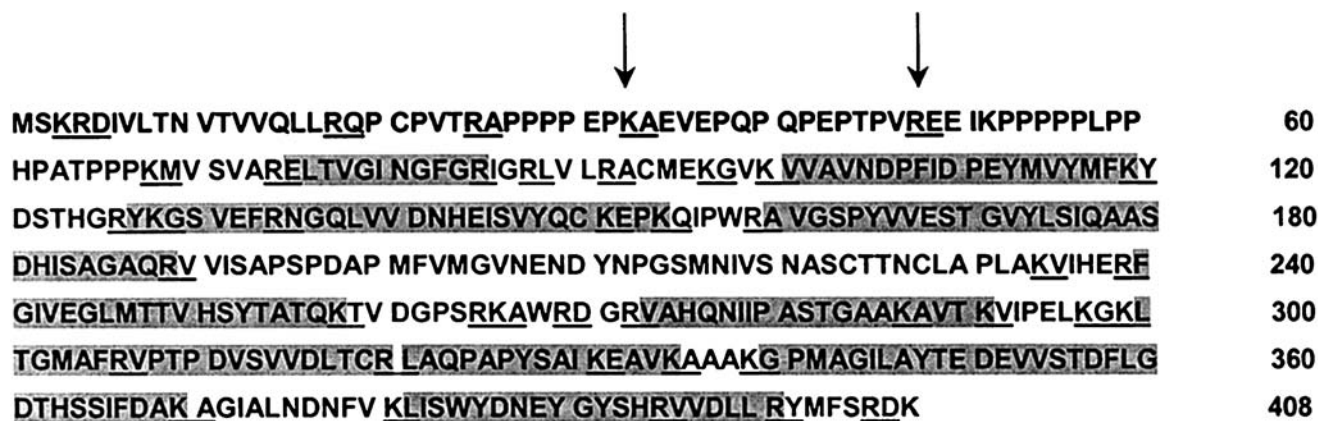 MSKRDIVLTN VTVVQLLRQP CPVTRAPPPP EPKAEVEPQP QPEPTPVREE IKPPPPPLPP 60
HPATPPPKMV SVARELTVGI NGFGRIGRLV LRACMEKGVK VVAVNDPFID PEYMVYMFKY 120
DSTHGRYKGS VEFRNGQLVV DNHEISVYQC KEPKQIPWRA VGSPYVVEST GVYLSIQAAS 180
DHISAGAQRV VISAPSPDAP MFVMGVNEND YNPGSMNIVS NASCTTNCLA PLAKVIHERF 240
GIVEGLMTTV HSYTATQKTV DGPSRKAWRD GRVAHQNIIP ASTGAAKAVT KVIPELKGKL 300
TGMAFRVPTP DVSVVDLTCR LAQPAPYSAI KEAVKAAAKG PMAGILAYTE DEVVSTDFLG 360
DTHSSIFDAK AGIALNDNFV KLISWYDNEY GYSHRVVDLL RYMFSRDK 408